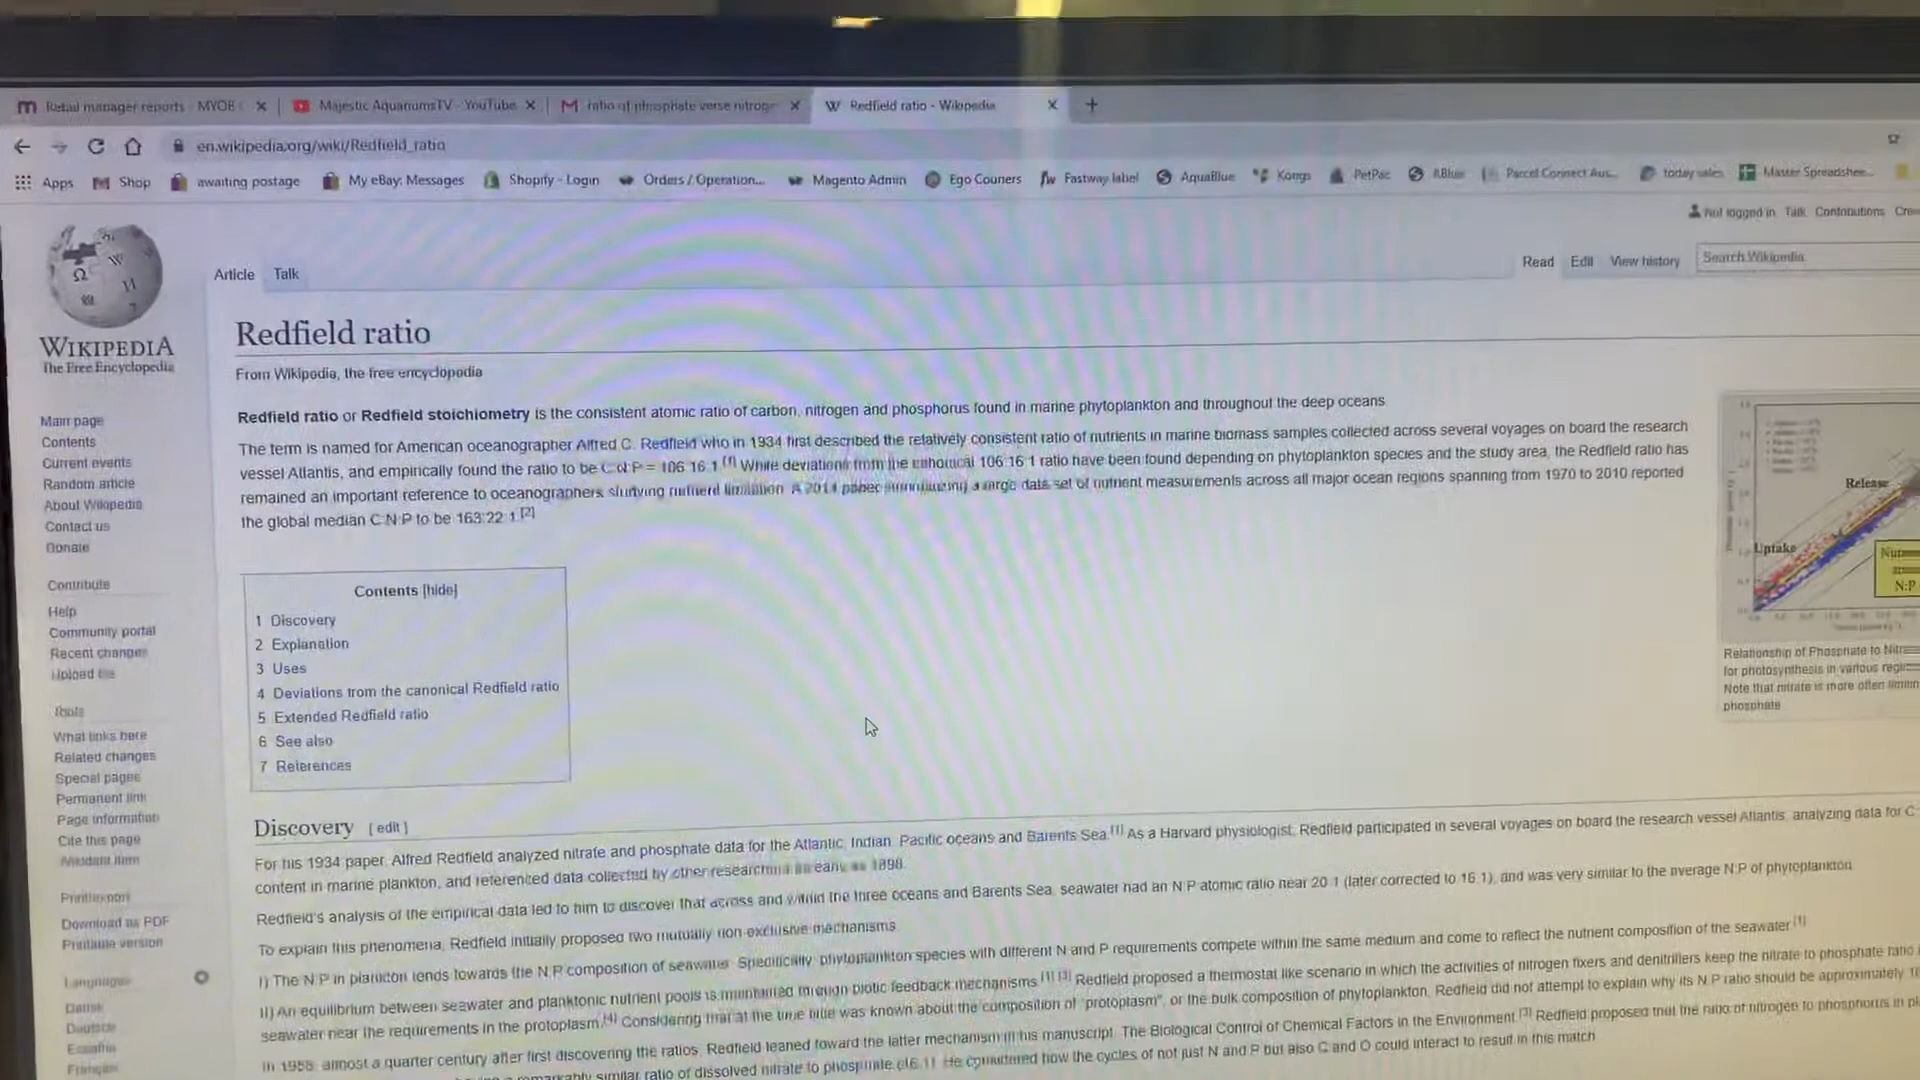 Retail manager reports - MYOB
Majestic AquariumsTV - YouTube
ratio of phosphate verse nitroge
Redfield ratio - Wikipedia
en.wikipedia.org/wiki/Redfield_ratio
Apps Shop awaiting postage My eBay: Messages Shopify - Login Orders / Operation... Magento Admin Ego Couners Fastway label AquaBlue Kongs PetPac ABlue Parcel Connect Aus... today sales Master Spreadshee...
Not logged in Talk Contributions
Article Talk
Read Edit View history Search Wikipedia
WIKIPEDIA
The Free Encyclopedia
Redfield ratio
From Wikipedia, the free encyclopedia
Redfield ratio or Redfield stoichiometry is the consistent atomic ratio of carbon, nitrogen and phosphorus found in marine phytoplankton and throughout the deep oceans
The term is named for American oceanographer Alfred C. Redfield who in 1934 first described the relatively consistent ratio of nutrients in marine biomass samples collected across several voyages on board the research
vessel Atlantis, and empirically found the ratio to be C:N:P = 106:16:1.[1] While deviations from the canonical 106:16:1 ratio have been found depending on phytoplankton species and the study area, the Redfield ratio has
remained an important reference to oceanographers studying nutrient limitation. A 2014 paper summarizing a large data set of nutrient measurements across all major ocean regions spanning from 1970 to 2010 reported
the global median C:N:P to be 163:22:1.[2]
Main page
Contents
Current events
Random article
About Wikipedia
Contact us
Donate
Contribute
Help
Community portal
Recent changes
Upload file
Tools
What links here
Related changes
Special pages
Permanent link
Page information
Cite this page
Wikidata item
Print/export
Download as PDF
Printable version
Languages
Dansk
Deutsch
Español
Français
Contents [hide]
1 Discovery
2 Explanation
3 Uses
4 Deviations from the canonical Redfield ratio
5 Extended Redfield ratio
6 See also
7 References
Release
Uptake
N:P
Relationship of Phosphate to
for photosynthesis in various
Note that nitrate is more often
phosphate
Discovery [ edit ]
For his 1934 paper, Alfred Redfield analyzed nitrate and phosphate data for the Atlantic, Indian, Pacific oceans and Barents Sea.[1] As a Harvard physiologist, Redfield participated in several voyages on board the research vessel Atlantis, analyzing data for C
content in marine plankton, and referenced data collected by other researchers as early as 1898.
Redfield's analysis of the empirical data led to him to discover that across and within the three oceans and Barents Sea, seawater had an N:P atomic ratio near 20:1 (later corrected to 16:1), and was very similar to the average N:P of phytoplankton.
To explain this phenomena, Redfield initially proposed two mutually non-exclusive mechanisms
I) The N:P in plankton tends towards the N:P composition of seawater. Specifically, phytoplankton species with different N and P requirements compete within the same medium and come to reflect the nutrient composition of the seawater.[1]
II) An equilibrium between seawater and planktonic nutrient pools is maintained through biotic feedback mechanisms.[1][3] Redfield proposed a thermostat like scenario in which the activities of nitrogen fixers and denitrifiers keep the nitrate to phosphate ratio
seawater near the requirements in the protoplasm.[4] Considering that at the time little was known about the composition of "protoplasm", or the bulk composition of phytoplankton, Redfield did not attempt to explain why its N:P ratio should be approximately
In 1958, almost a quarter century after first discovering the ratios, Redfield leaned toward the latter mechanism in his manuscript, The Biological Control of Chemical Factors in the Environment.[3] Redfield proposed that the ratio of nitrogen to phosphorus in
a remarkably similar ratio of dissolved nitrate to phosphate (16:1). He considered how the cycles of not just N and P but also C and O could interact to result in this match